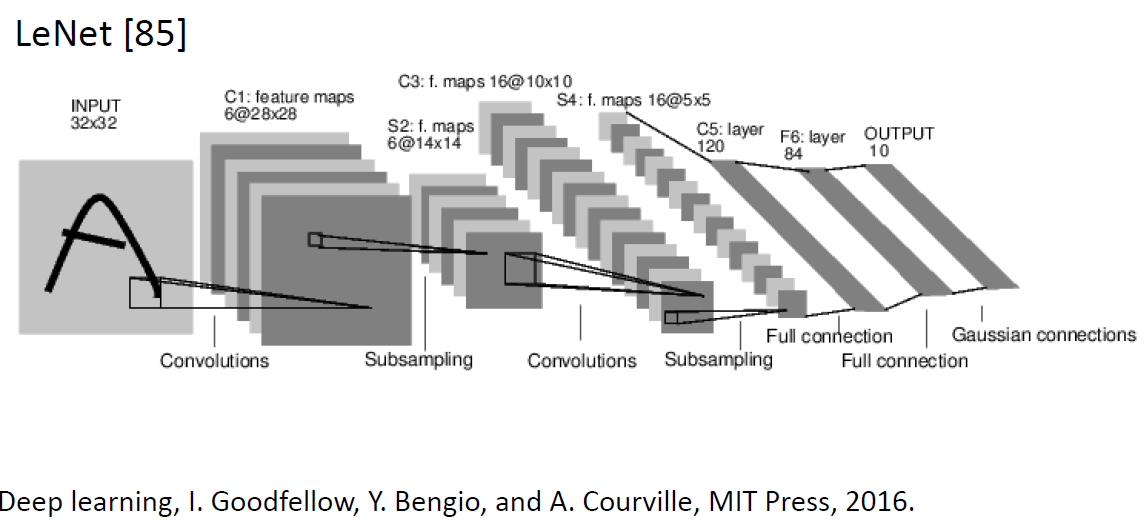 LeNet [85]
INPUT
32x32
C1: feature maps
6@28x28
S2: f. maps
6@14x14
C3: f. maps 16@10x10
S4: f. maps 16@5x5
C5: layer
120
F6: layer
84
OUTPUT
10
Convolutions
Subsampling
Convolutions
Subsampling
Full connection
Full connection
Gaussian connections
Deep learning, I. Goodfellow, Y. Bengio, and A. Courville, MIT Press, 2016.